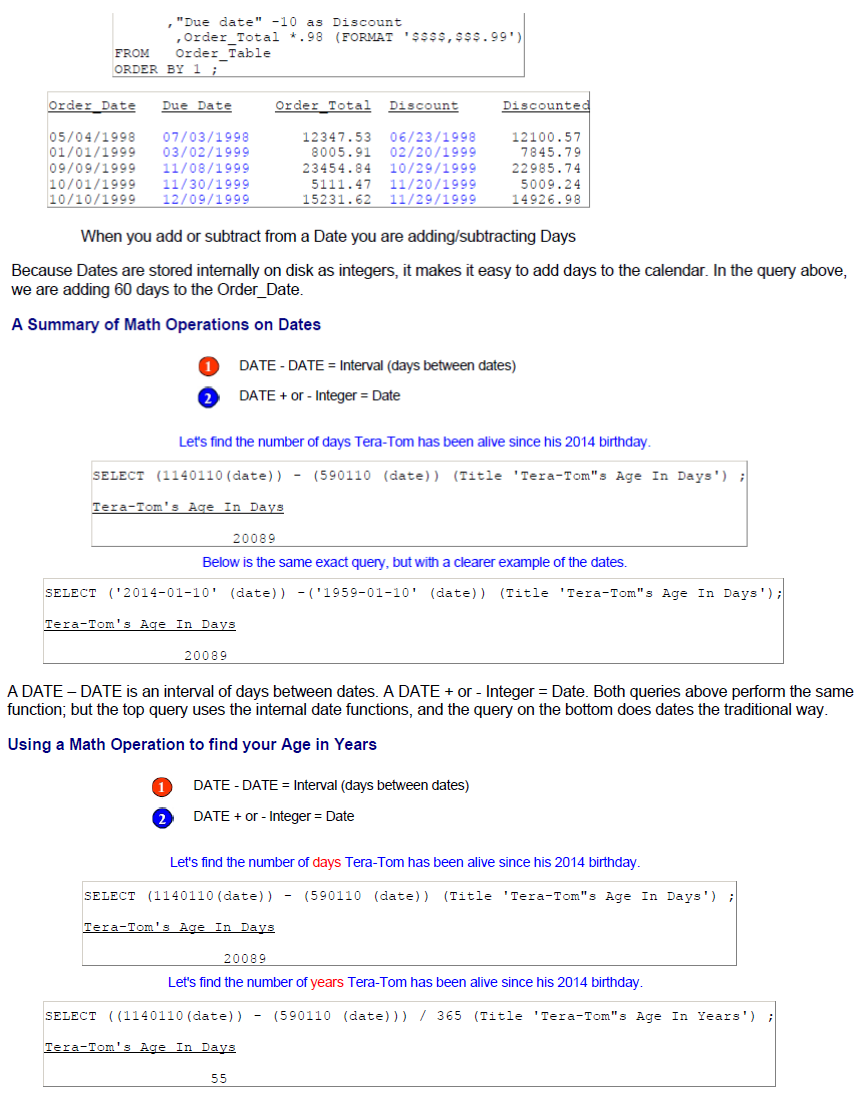 ,"Due date" -10 as Discount
,Order_Total *.98 (FORMAT '$$$$,$$$.99')
FROM Order_Table
ORDER BY 1 ;
Order_Date Due Date Order_Total Discount Discounted
05/04/1998 07/03/1998 12347.53 06/23/1998 12100.57
01/01/1999 03/02/1999 8005.91 02/20/1999 7845.79
09/09/1999 11/08/1999 23454.84 10/29/1999 22985.74
10/01/1999 11/30/1999 5111.47 11/20/1999 5009.24
10/10/1999 12/09/1999 15231.62 11/29/1999 14926.98
When you add or subtract from a Date you are adding/subtracting Days
Because Dates are stored internally on disk as integers, it makes it easy to add days to the calendar. In the query above,
we are adding 60 days to the Order_Date.
A Summary of Math Operations on Dates
1 DATE - DATE = Interval (days between dates)
2 DATE + or - Integer = Date
Let's find the number of days Tera-Tom has been alive since his 2014 birthday.
SELECT (1140110(date)) - (590110 (date)) (Title 'Tera-Tom"s Age In Days') ;
Tera-Tom's Age In Days
20089
Below is the same exact query, but with a clearer example of the dates.
SELECT ('2014-01-10' (date)) -('1959-01-10' (date)) (Title 'Tera-Tom"s Age In Days');
Tera-Tom's Age In Days
20089
A DATE – DATE is an interval of days between dates. A DATE + or - Integer = Date. Both queries above perform the same
function; but the top query uses the internal date functions, and the query on the bottom does dates the traditional way.
Using a Math Operation to find your Age in Years
1 DATE - DATE = Interval (days between dates)
2 DATE + or - Integer = Date
Let's find the number of days Tera-Tom has been alive since his 2014 birthday.
SELECT (1140110(date)) - (590110 (date)) (Title 'Tera-Tom"s Age In Days') ;
Tera-Tom's Age In Days
20089
Let's find the number of years Tera-Tom has been alive since his 2014 birthday.
SELECT ((1140110(date)) - (590110 (date))) / 365 (Title 'Tera-Tom"s Age In Years') ;
Tera-Tom's Age In Days
55